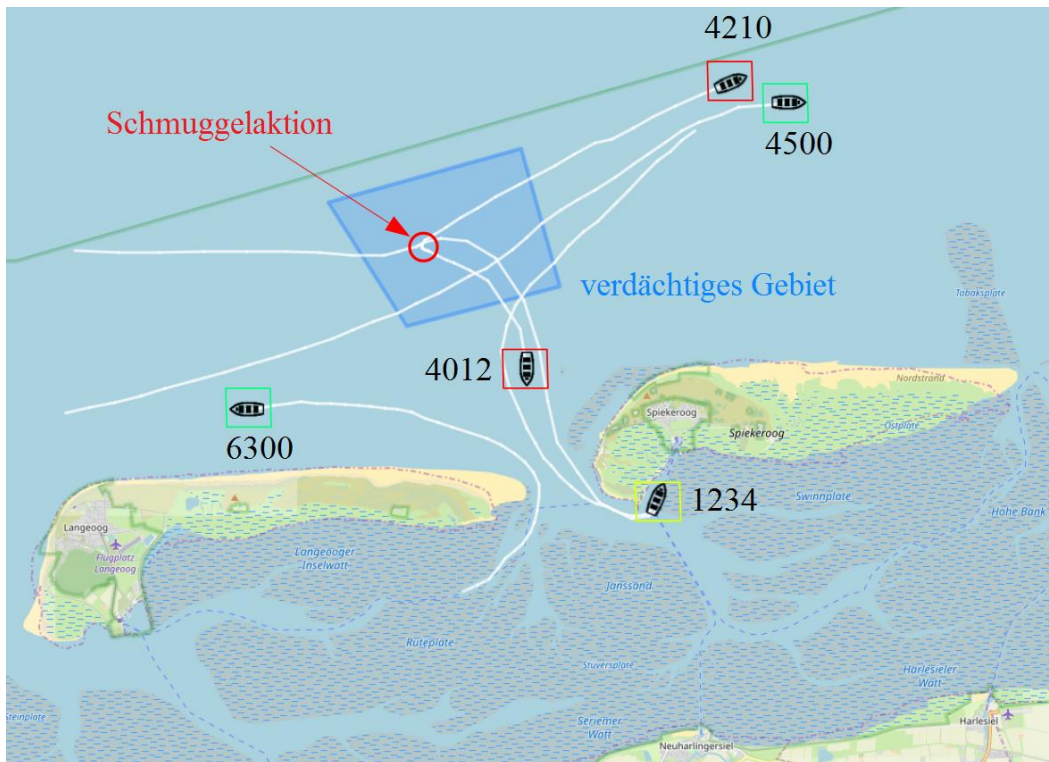 4210
Schmuggelaktion
4500
verdächtiges Gebiet
Tabaksplate
4012
Nordstrand
Spiekeroog
Spiekeroog
Ostplate
6300
1234
Swinnplate
Hohe Bank
Langeoog
Flugplatz
Langeoog
Langeooger
Inselwatt
Janssand
Ruteplate
Stuversplate
Harlesieler
Watt
Steinplate
Seriemer
Watt
Harlesiel
Neuharlingersiel